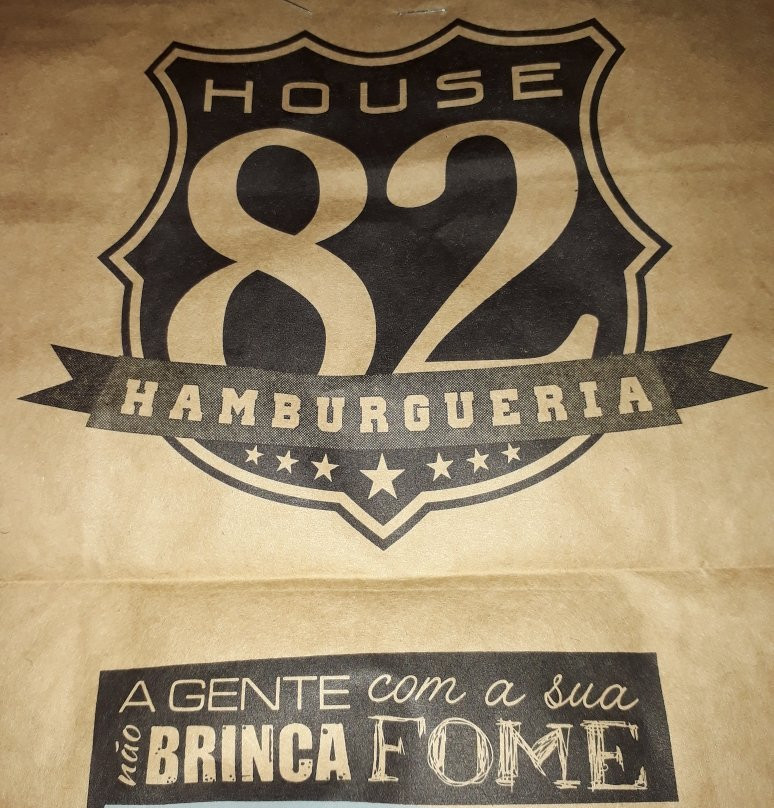 HOUSE
82
HAMBURGUERIA
A GENTE com a sua
não BRINCA FOME